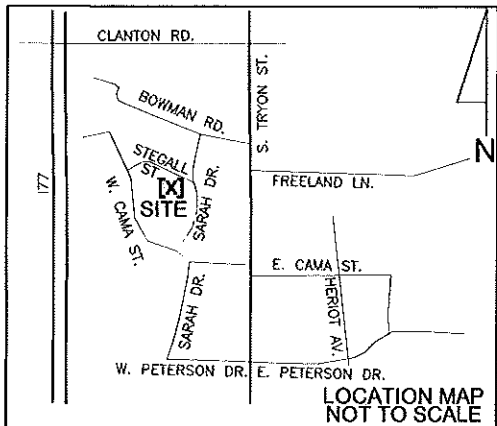 CLANTON RD.
S. TRYON ST.
BOWMAN RD.
STEGALL
ST
[X]
SITE
SARAH DR.
FREELAND LN.
N
I77
W. CAMA ST.
E. CAMA ST.
SARAH DR.
HERIOT AV.
W. PETERSON DR.
E. PETERSON DR.
LOCATION MAP
NOT TO SCALE